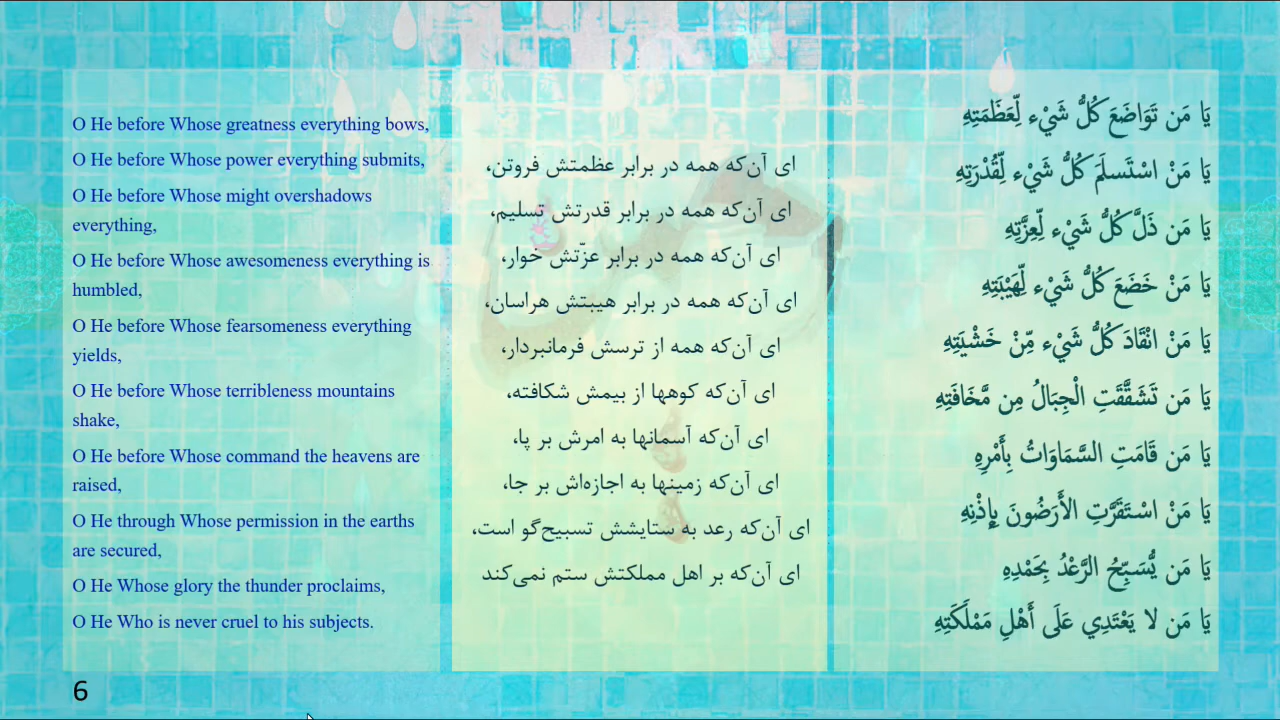 O He before Whose greatness everything bows,
O He before Whose power everything submits,
O He before Whose might overshadows
everything,
O He before Whose awesomeness everything is
humbled,
O He before Whose fearsomeness everything
yields,
O He before Whose terribleness mountains
shake,
O He before Whose command the heavens are
raised,
O He through Whose permission in the earths
are secured,
O He Whose glory the thunder proclaims,
O He Who is never cruel to his subjects.
ای آن‌که همه در برابر عظمتش فروتن،
ای آن‌که همه در برابر قدرتش تسلیم،
ای آن‌که همه در برابر عزّتش خوار،
ای آن‌که همه در برابر هیبتش هراسان،
ای آن‌که همه از ترسش فرمانبردار،
ای آن‌که کوهها از بیمش شکافته،
ای آن‌که آسمانها به امرش بر پا،
ای آن‌که زمینها به اجازه‌اش بر جا،
ای آن‌که رعد به ستایشش تسبیح‌گو است،
ای آن‌که بر اهل مملکتش ستم نمی‌کند
يَا مَن تَوَاضَعَ كُلُّ شَيْء لِّعَظَمَتِهِ
يَا مَنْ اسْتَسلَمَ كُلُّ شَيْء لِّقُدْرَتِهِ
يَا مَن ذَلَّ كُلُّ شَيْء لِّعِزَّتِهِ
يَا مَنْ خَضَعَ كُلُّ شَيْء لِّهَيْبَتِهِ
يَا مَنْ انْقَادَ كُلُّ شَيْء مِّنْ خَشْيَتِهِ
يَا مَن تَشَقَّقَتِ الْجِبَالُ مِن مَّخَافَتِهِ
يَا مَن قَامَتِ السَّمَاوَاتُ بِأَمْرِهِ
يَا مَنْ اسْتَقَرَّتِ الأَرَضُونَ بِإِذْنِهِ
يَا مَن يُّسَبِّحُ الرَّعْدُ بِحَمْدِهِ
يَا مَن لا يَعْتَدِي عَلَى أَهْلِ مَمْلَكَتِهِ
6